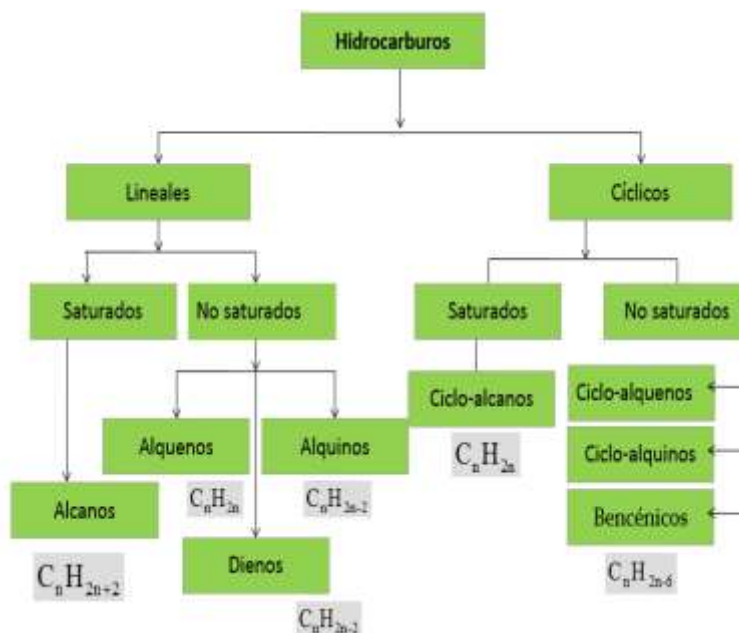 Hidrocarburos
Lineales
Cíclicos
Saturados
No saturados
Saturados
No saturados
Ciclo-alcanos
CₙH₂ₙ
Ciclo-alquenos
Ciclo-alquinos
Bencénicos
CₙH₂ₙ₋₆
Alquenos
CₙH₂ₙ
Alquinos
CₙH₂ₙ₋₂
Alcanos
CₙH₂ₙ₊₂
Dienos
CₙH₂ₙ₋₂